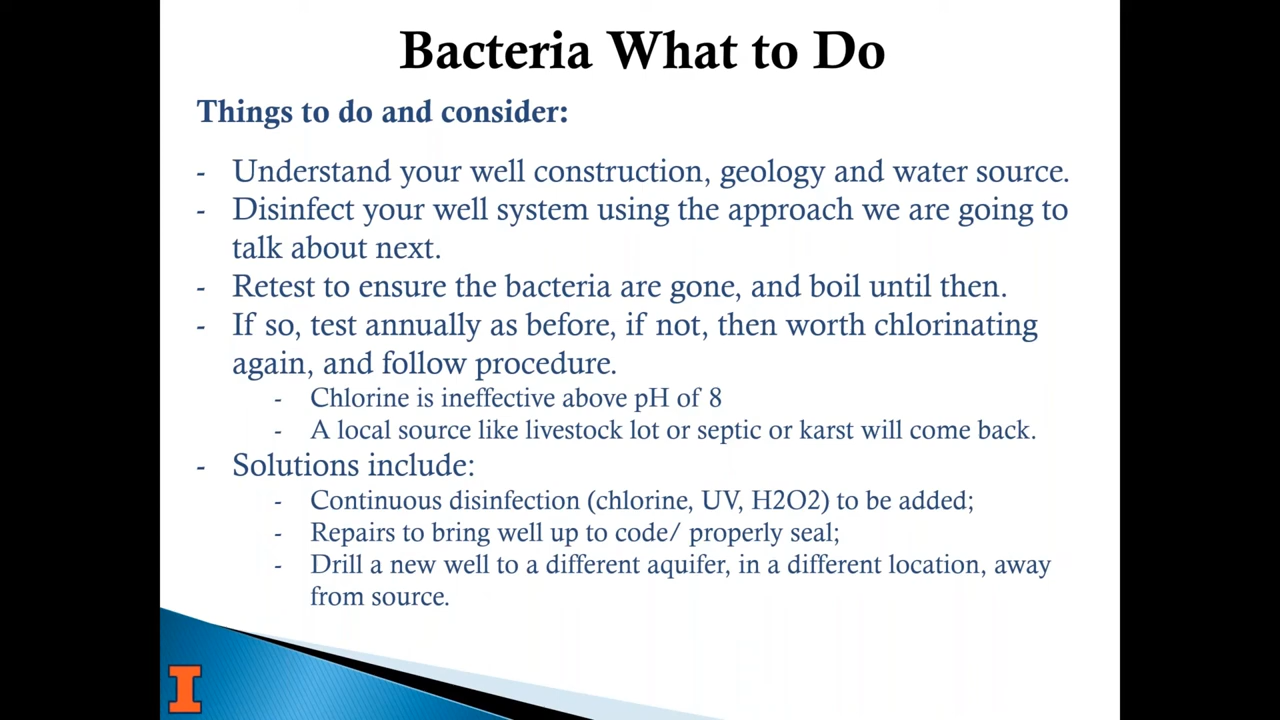 Bacteria What to Do
Things to do and consider:
- Understand your well construction, geology and water source.
- Disinfect your well system using the approach we are going to
talk about next.
- Retest to ensure the bacteria are gone, and boil until then.
- If so, test annually as before, if not, then worth chlorinating
again, and follow procedure.
- Chlorine is ineffective above pH of 8
- A local source like livestock lot or septic or karst will come back.
- Solutions include:
- Continuous disinfection (chlorine, UV, H2O2) to be added;
- Repairs to bring well up to code/ properly seal;
- Drill a new well to a different aquifer, in a different location, away
from source.
I